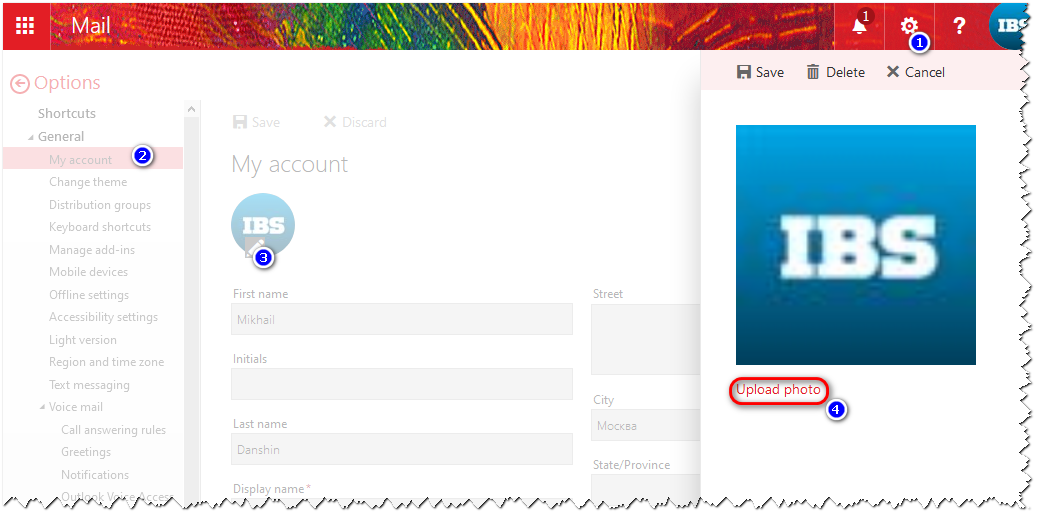 Mail
1
IBS
1
Save
Delete
Cancel
Options
Shortcuts
General
My account
2
Change theme
Distribution groups
Keyboard shortcuts
Manage add-ins
Mobile devices
Offline settings
Accessibility settings
Light version
Region and time zone
Text messaging
Voice mail
Call answering rules
Greetings
Notifications
Outlook Voice Access
Save
Discard
My account
IBS
3
First name
Mikhail
Initials
Last name
Danshin
Display name*
Street
City
Москва
State/Province
IBS
Upload photo
4